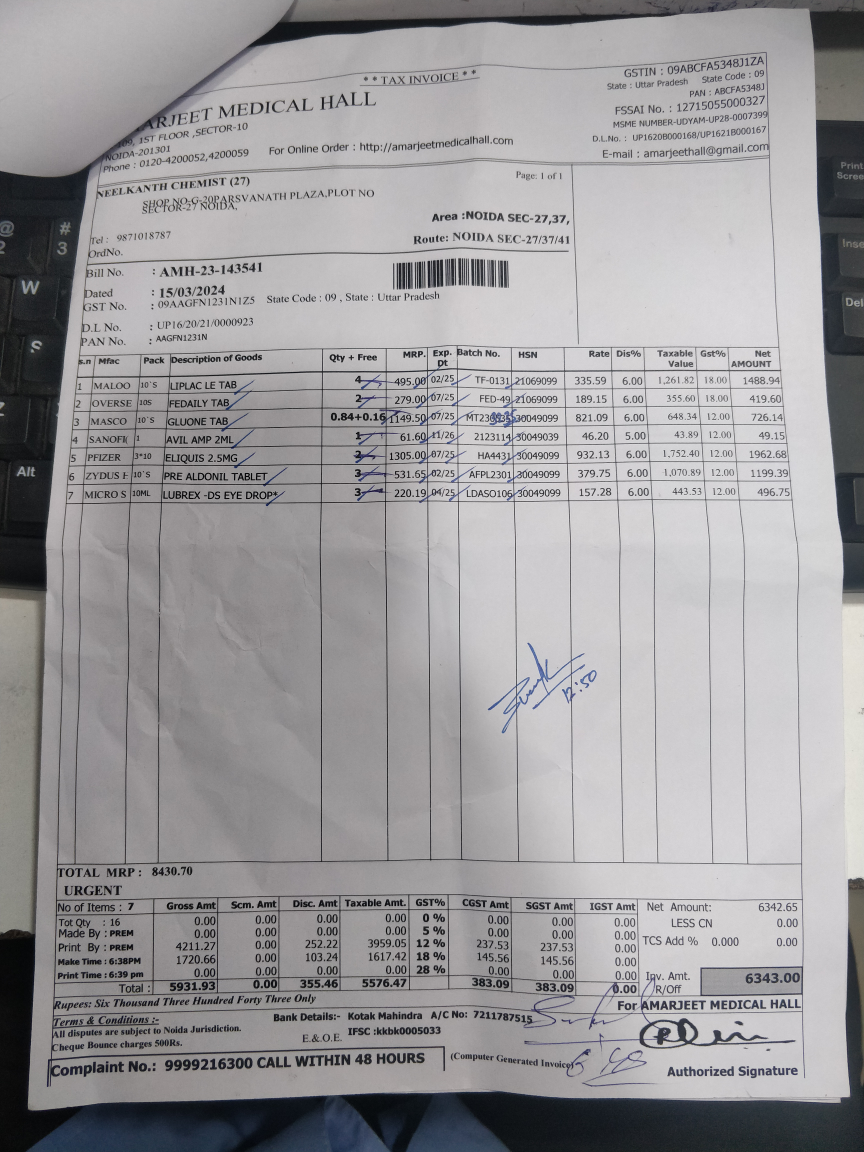 * * TAX INVOICE * *
GSTIN : 09ABCFA5348J1ZA
State : Uttar Pradesh State Code : 09
PAN : ABCFA5348J
FSSAI No. : 12715055000327
MSME NUMBER-UDYAM-UP28-0007399
D.L.No. : UP1620B000168/UP1621B000167
E-mail : amarjeethall@gmail.com
ARJEET MEDICAL HALL
109, 1ST FLOOR ,SECTOR-10
NOIDA-201301
Phone : 0120-4200052,4200059 For Online Order : http://amarjeetmedicalhall.com
NEELKANTH CHEMIST (27) Page: 1 of 1
SHOP NO-G-20PARSVANATH PLAZA,PLOT NO
SECTOR-27 NOIDA,
Area :NOIDA SEC-27,37,
Tel : 9871018787 Route: NOIDA SEC-27/37/41
OrdNo.
Bill No. : AMH-23-143541
Dated : 15/03/2024
GST No. : 09AAGFN1231N1Z5 State Code : 09 , State : Uttar Pradesh
D.L No. : UP16/20/21/0000923
PAN No. : AAGFN1231N
s.n Mfac Pack Description of Goods Qty + Free MRP. Exp. Dt Batch No. HSN Rate Dis% Taxable Value Gst% Net AMOUNT
1 MALOO 10`S LIPLAC LE TAB 4 495.00 02/25 TF-0131 21069099 335.59 6.00 1,261.82 18.00 1488.94
2 OVERSE 10S FEDAILY TAB 2 279.00 07/25 FED-49 21069099 189.15 6.00 355.60 18.00 419.60
3 MASCO 10`S GLUONE TAB 0.84+0.16 1149.50 07/25 30049099 821.09 6.00 648.34 12.00 726.14
4 SANOFI 1 AVIL AMP 2ML 1 61.60 11/26 2123114 30049039 46.20 5.00 43.89 12.00 49.15
5 PFIZER 3*10 ELIQUIS 2.5MG 2 1305.00 07/25 HA4431 30049099 932.13 6.00 1,752.40 12.00 1962.68
6 ZYDUS E 10`S PRE ALDONIL TABLET 3 531.65 02/25 AFPL2301 30049099 379.75 6.00 1,070.89 12.00 1199.39
7 MICRO S 10ML LUBREX -DS EYE DROP* 3 220.19 04/25 LDASO106 30049099 157.28 6.00 443.53 12.00 496.75
12:50
TOTAL MRP : 8430.70
URGENT
No of Items : 7 Gross Amt Scm. Amt Disc. Amt Taxable Amt. GST% CGST Amt SGST Amt IGST Amt Net Amount: 6342.65
Tot Qty : 16 0.00 0.00 0.00 0.00 0 % 0.00 0.00 0.00 LESS CN 0.00
Made By : PREM 0.00 0.00 0.00 0.00 5 % 0.00 0.00 0.00
Print By : PREM 4211.27 0.00 252.22 3959.05 12 % 237.53 237.53 0.00 TCS Add % 0.000 0.00
Make Time : 6:38PM 1720.66 0.00 103.24 1617.42 18 % 145.56 145.56 0.00
Print Time : 6:39 pm 0.00 0.00 0.00 0.00 28 % 0.00 0.00 0.00 Inv. Amt. 6343.00
Total : 5931.93 0.00 355.46 5576.47 383.09 383.09 0.00 R/Off
Rupees: Six Thousand Three Hundred Forty Three Only For AMARJEET MEDICAL HALL
Terms & Conditions :- Bank Details:- Kotak Mahindra A/C No: 7211787515
All disputes are subject to Noida Jurisdiction. E.& O.E. IFSC :kkbk0005033
Cheque Bounce charges 500Rs.
Complaint No.: 9999216300 CALL WITHIN 48 HOURS (Computer Generated Invoice) Authorized Signature